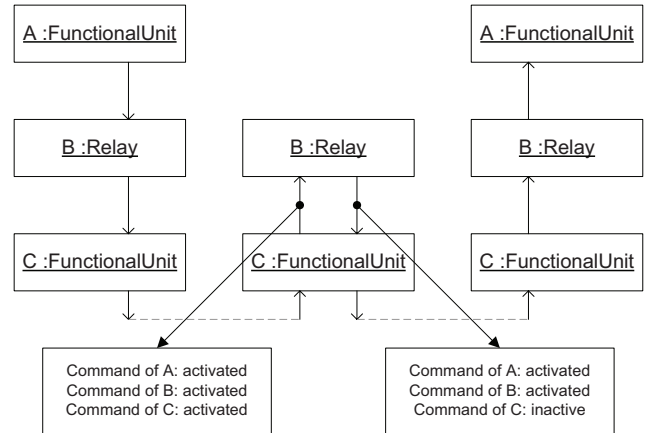 A :FunctionalUnit
A :FunctionalUnit
B :Relay
B :Relay
B :Relay
C :FunctionalUnit
C :FunctionalUnit
C :FunctionalUnit
Command of A: activated
Command of B: activated
Command of C: activated
Command of A: activated
Command of B: activated
Command of C: inactive